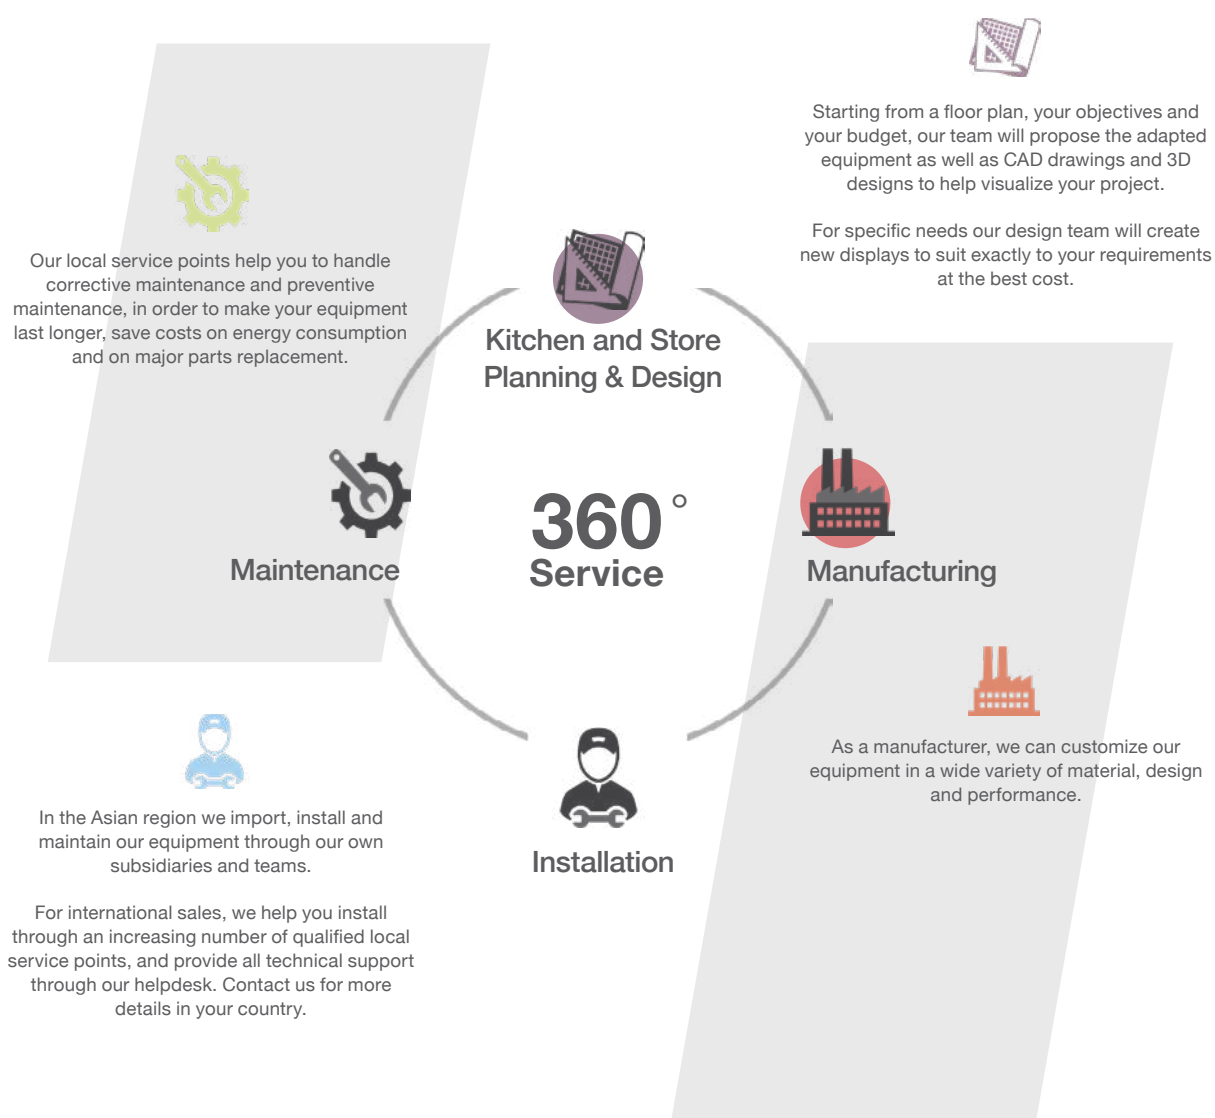 Starting from a floor plan, your objectives and
your budget, our team will propose the adapted
equipment as well as CAD drawings and 3D
designs to help visualize your project.
For specific needs our design team will create
new displays to suit exactly to your requirements
at the best cost.
Our local service points help you to handle
corrective maintenance and preventive
maintenance, in order to make your equipment
last longer, save costs on energy consumption
and on major parts replacement.
Kitchen and Store
Planning & Design
360°
Service
Maintenance
Manufacturing
As a manufacturer, we can customize our
equipment in a wide variety of material, design
and performance.
Installation
In the Asian region we import, install and
maintain our equipment through our own
subsidiaries and teams.
For international sales, we help you install
through an increasing number of qualified local
service points, and provide all technical support
through our helpdesk. Contact us for more
details in your country.